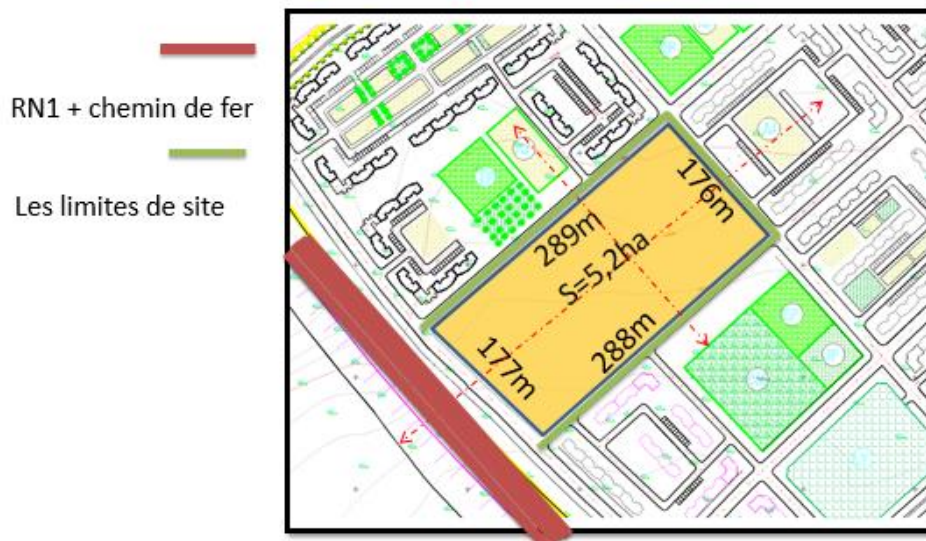 RN1 + chemin de fer
Les limites de site
176m
289m
S=5,2ha
288m
177m